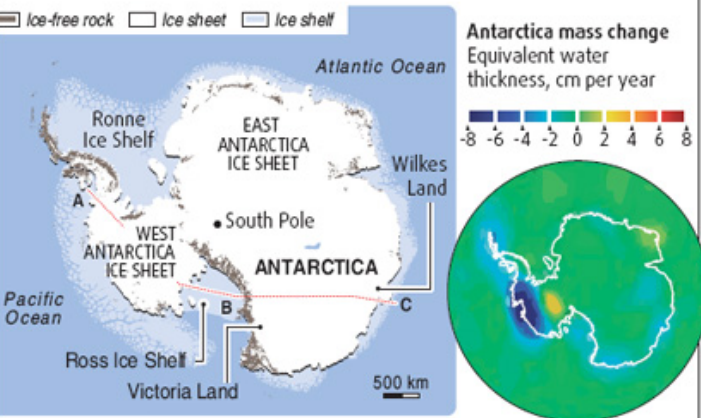 Ice-free rock
Ice sheet
Ice shelf
Atlantic Ocean
Ronne
Ice Shelf
EAST
ANTARCTICA
ICE SHEET
Wilkes
Land
A
South Pole
WEST
ANTARCTICA
ICE SHEET
ANTARCTICA
Pacific
Ocean
B
C
Ross Ice Shelf
Victoria Land
500 km
Antarctica mass change
Equivalent water
thickness, cm per year
-8 -6 -4 -2 0 2 4 6 8